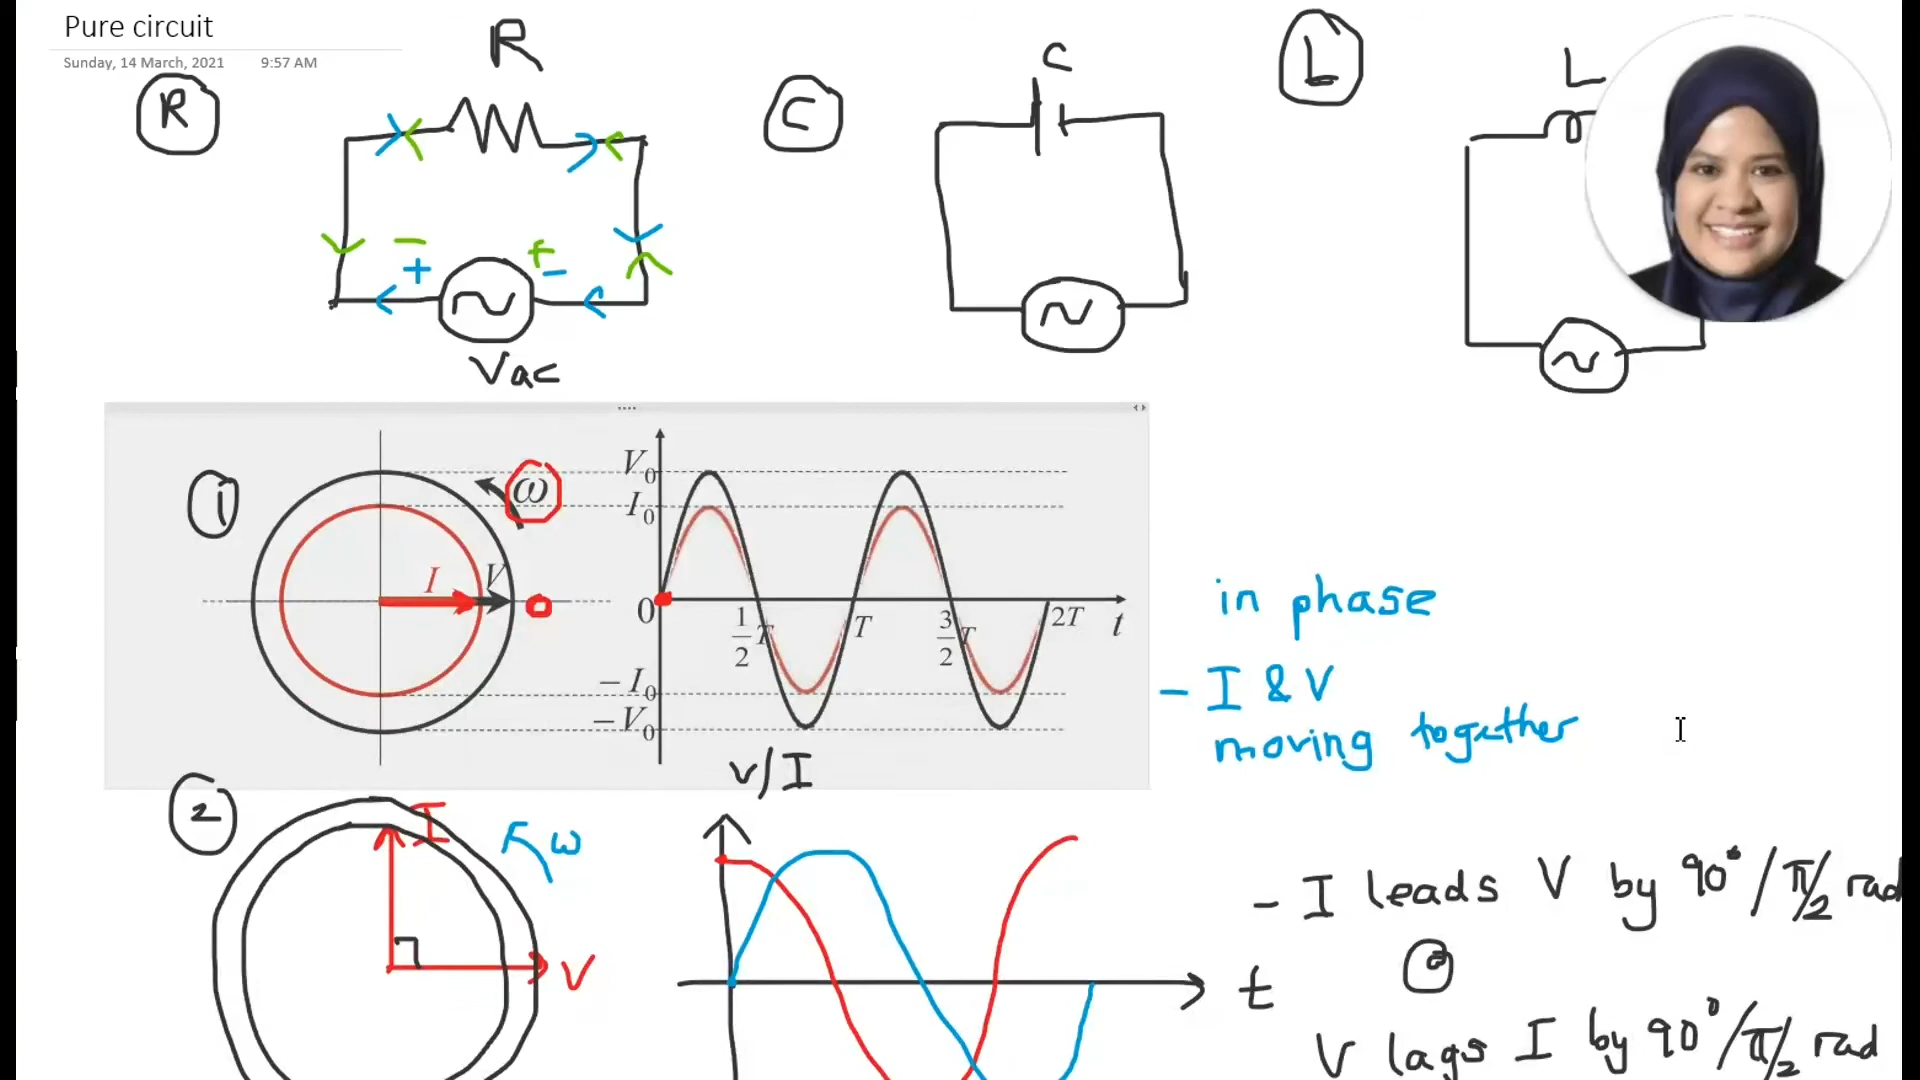 Pure circuit
Sunday, 14 March, 2021 9:57 AM
R
R
C
C
L
L
− +
+ −
Vac
1
ω
I V
V₀
I₀
0
1/2 T
T
3/2 T
2T
t
− I₀
− V₀
in phase
- I & V
moving together
2
I
ω
V
V/I
t
- I leads V by 90°/π/2 rad
V lags I by 90°/π/2 rad